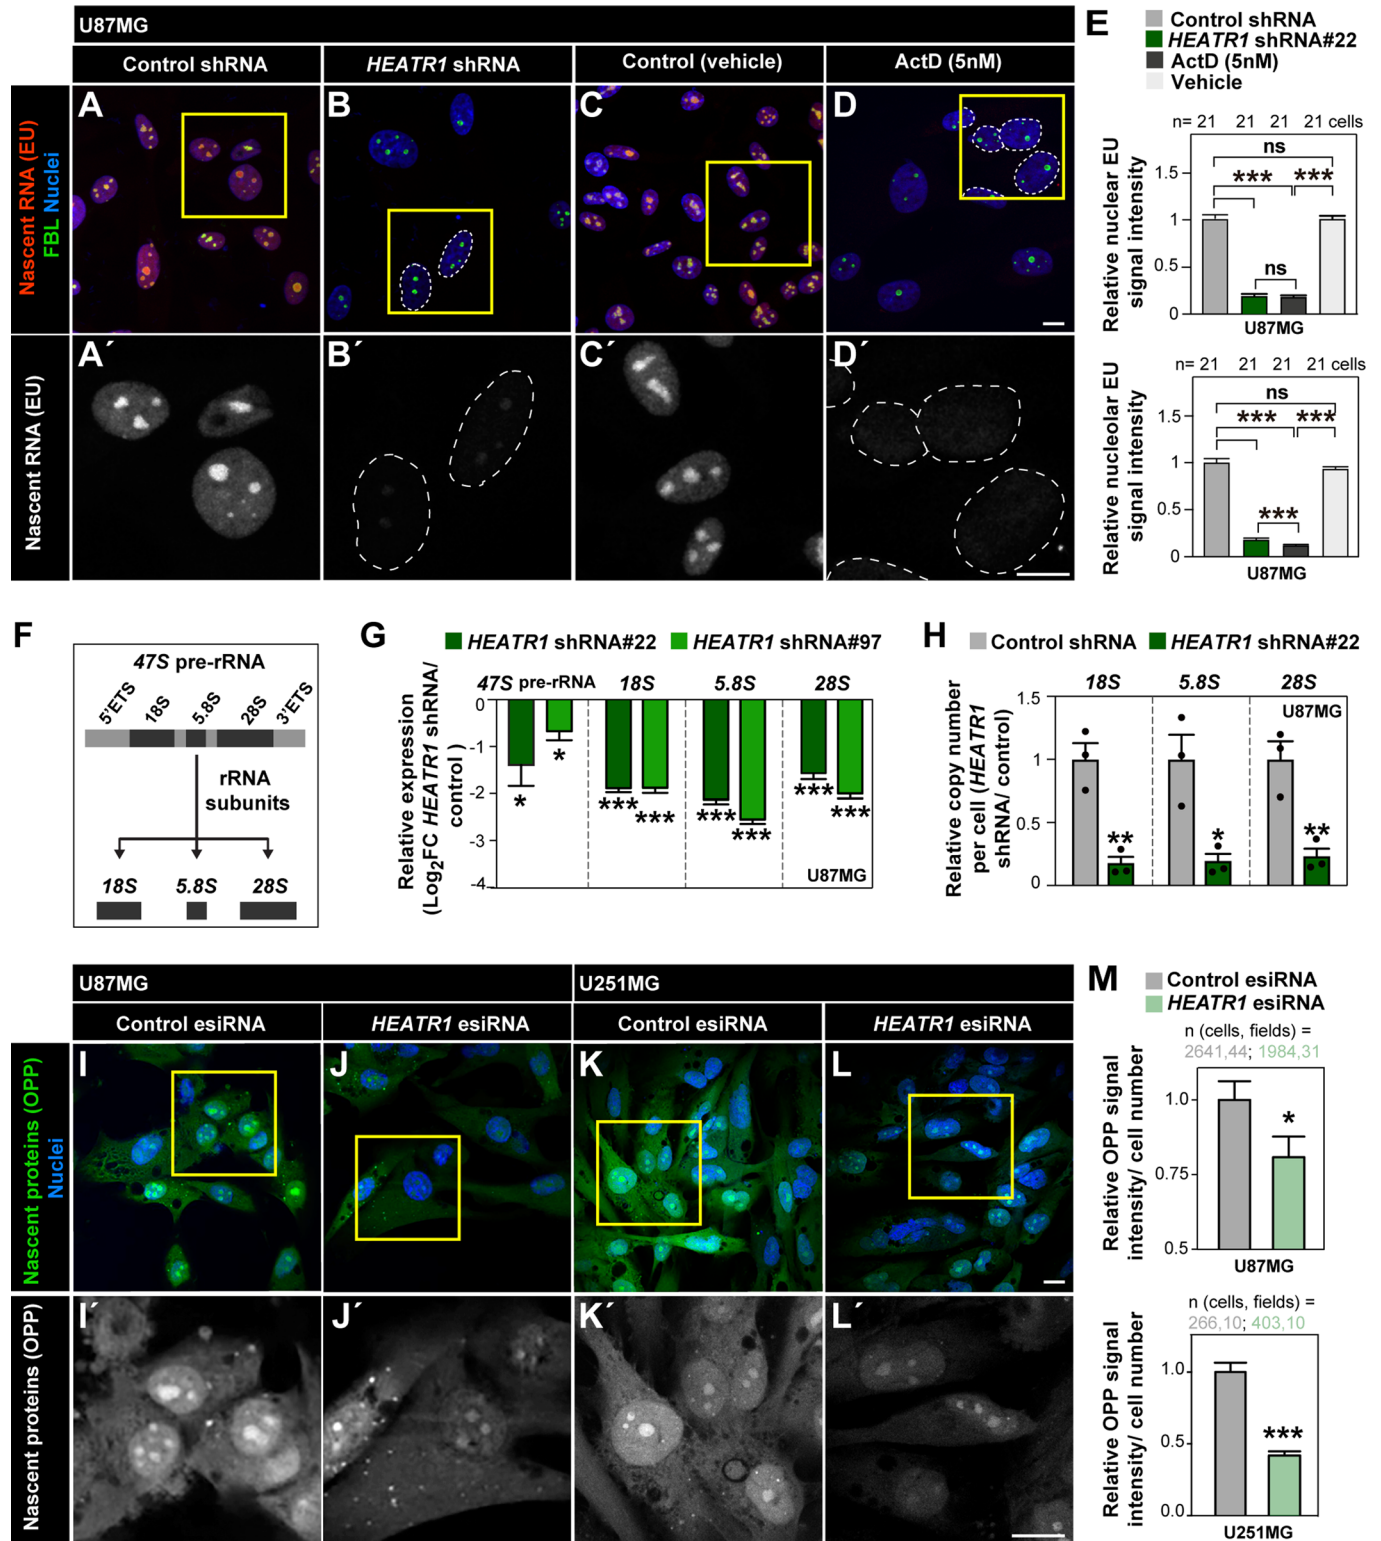 U87MG
Control shRNA
HEATR1 shRNA
Control (vehicle)
ActD (5nM)
Nascent RNA (EU)
FBL Nuclei
A
B
C
D
Nascent RNA (EU)
A´
B´
C´
D´
E
Control shRNA
HEATR1 shRNA#22
ActD (5nM)
Vehicle
n= 21 21 21 21 cells
Relative nuclear EU
signal intensity
ns
*** ***
ns
1.5
1
0.5
0
U87MG
n= 21 21 21 21 cells
Relative nucleolar EU
signal intensity
ns
*** ***
***
1.5
1
0.5
0
U87MG
F
47S pre-rRNA
5'ETS 18S 5.8S 28S 3'ETS
rRNA
subunits
18S 5.8S 28S
G
HEATR1 shRNA#22 HEATR1 shRNA#97
Relative expression
(Log2FC HEATR1 shRNA/
control )
47S pre-rRNA 18S 5.8S 28S
0
-1
-2
-3
-4
* * *** *** *** *** *** ***
U87MG
H
Control shRNA HEATR1 shRNA#22
Relative copy number
per cell (HEATR1
shRNA/ control)
18S 5.8S 28S
U87MG
1.5
1
0.5
0
** * **
U87MG
U251MG
Control esiRNA
HEATR1 esiRNA
Control esiRNA
HEATR1 esiRNA
Nascent proteins (OPP)
Nuclei
I
J
K
L
Nascent proteins (OPP)
I´
J´
K´
L´
M
Control esiRNA
HEATR1 esiRNA
n (cells, fields) =
2641,44; 1984,31
Relative OPP signal
intensity/ cell number
1.0
0.75
0.5
*
U87MG
n (cells, fields) =
266,10; 403,10
Relative OPP signal
intensity/ cell number
1.0
0.5
0.0
***
U251MG